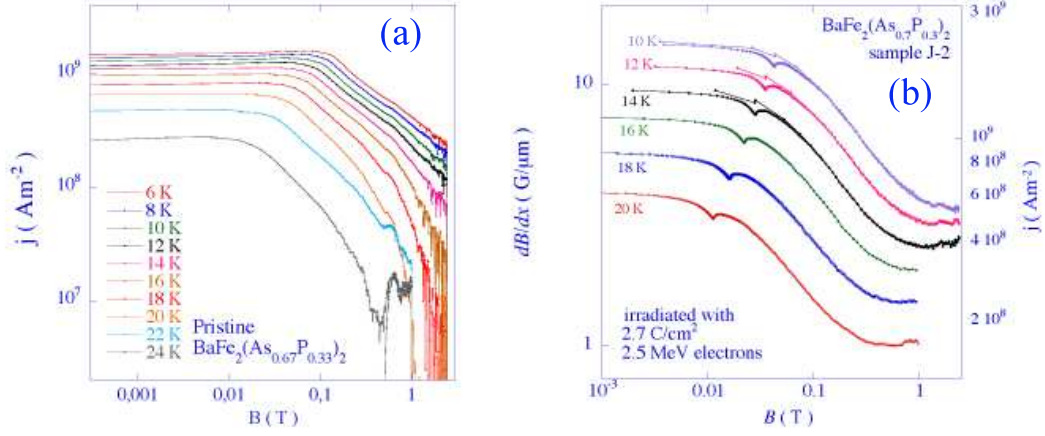 (a)
10⁹
10⁸
10⁷
j ( Am⁻²)
6 K
8 K
10 K
12 K
14 K
16 K
18 K
20 K
22 K
24 K
Pristine
BaFe₂(As₀.₆₇P₀.₃₃)₂
0,001
0,01
0,1
1
B ( T )
BaFe₂(As₀.₇P₀.₃)₂
sample J-2
(b)
10 K
12 K
14 K
16 K
18 K
20 K
10
1
dB/dx ( G/μm)
irradiated with
2.7 C/cm²
2.5 MeV electrons
3 10⁹
10⁹
8 10⁸
6 10⁸
4 10⁸
2 10⁸
j ( Am⁻²)
10⁻³
0.01
0.1
1
B ( T )